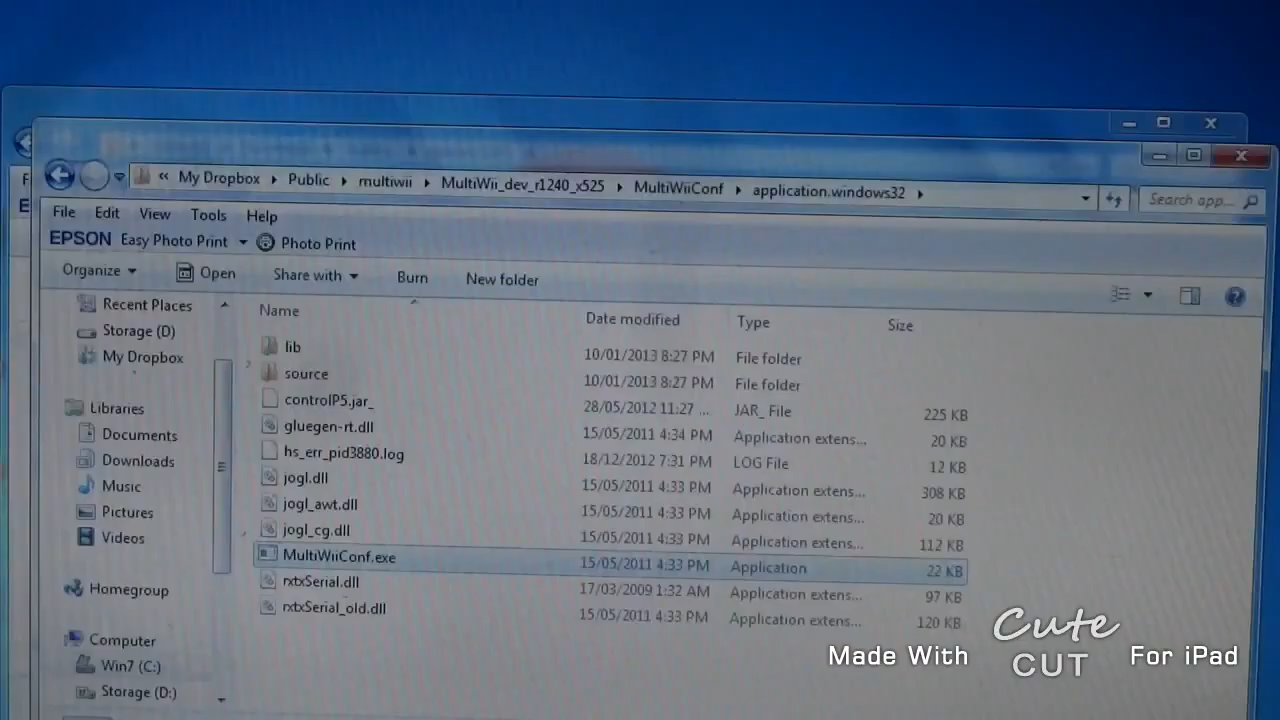 « My Dropbox ▸ Public ▸ multiwii ▸ MultiWii_dev_r1240_x525 ▸ MultiWiiConf ▸ application.windows32 ▸
Search app...
File Edit View Tools Help
EPSON Easy Photo Print Photo Print
Organize Open Share with Burn New folder
Name Date modified Type Size
Recent Places
Storage (D)
My Dropbox
Libraries
Documents
Downloads
Music
Pictures
Videos
Homegroup
Computer
Win7 (C:)
Storage (D:)
lib 10/01/2013 8:27 PM File folder
source 10/01/2013 8:27 PM File folder
controlP5.jar_ 28/05/2012 11:27 ... JAR_ File 225 KB
gluegen-rt.dll 15/05/2011 4:34 PM Application extens... 20 KB
hs_err_pid3880.log 18/12/2012 7:31 PM LOG File 12 KB
jogl.dll 15/05/2011 4:33 PM Application extens... 308 KB
jogl_awt.dll 15/05/2011 4:33 PM Application extens... 20 KB
jogl_cg.dll 15/05/2011 4:33 PM Application extens... 112 KB
MultiWiiConf.exe 15/05/2011 4:33 PM Application 22 KB
rxtxSerial.dll 17/03/2009 1:32 AM Application extens... 97 KB
rxtxSerial_old.dll 15/05/2011 4:33 PM Application extens... 120 KB
Made With Cute CUT For iPad